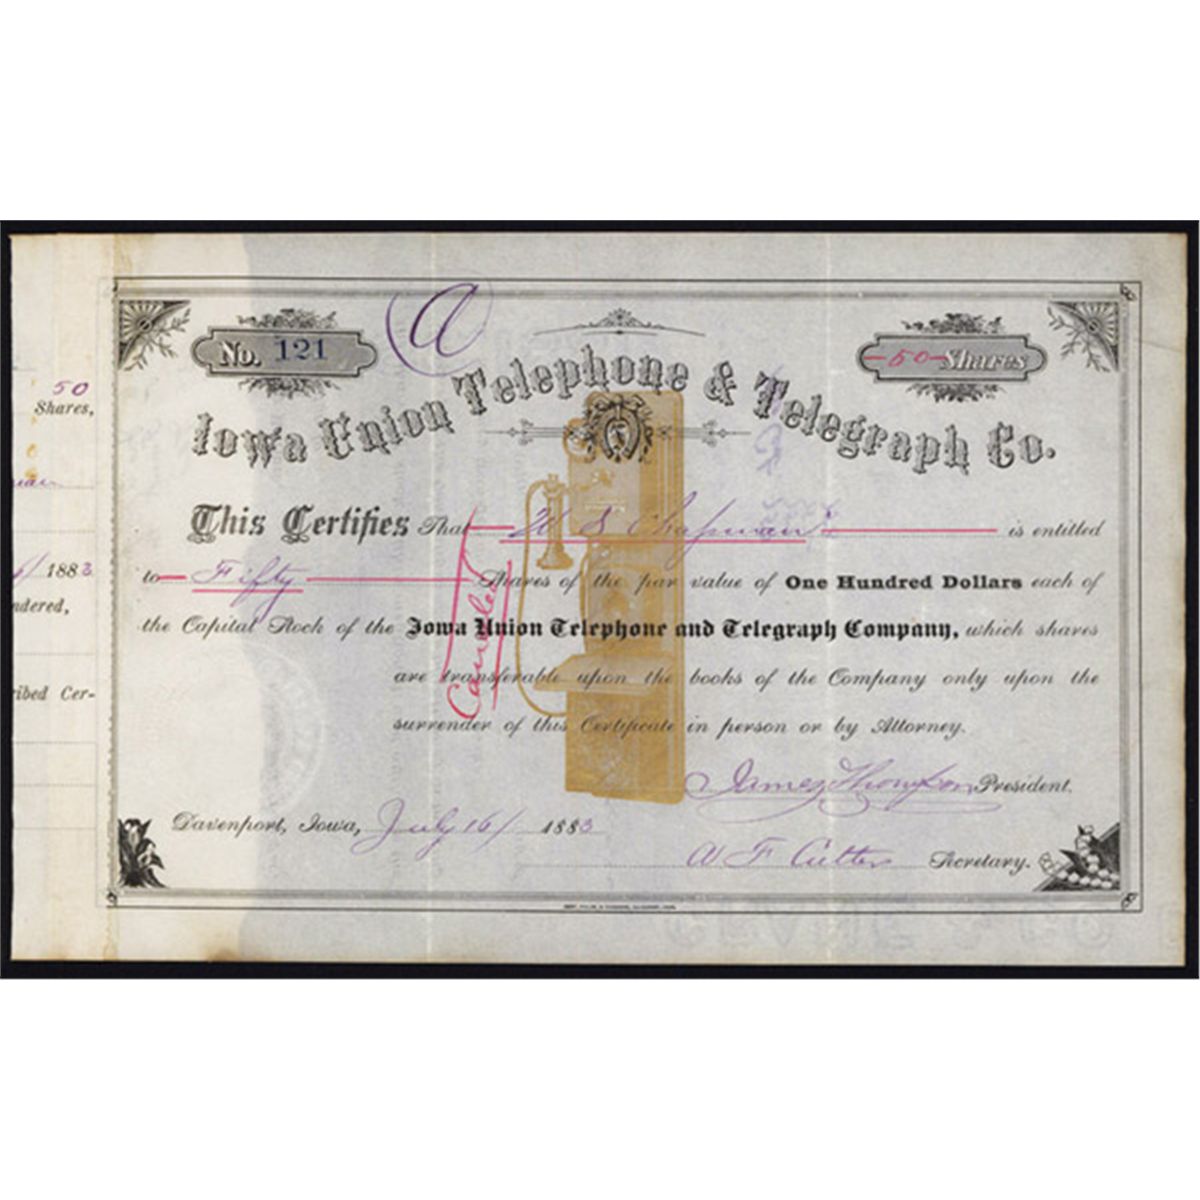 a
No. 121
-50- Shares
Iowa Union Telephone & Telegraph Co.
50
Shares,
This Certifies That W S Chapman is entitled
1883
to Fifty Shares of the par value of One Hundred Dollars each of
ndered,
the Capital Stock of the Iowa Union Telephone and Telegraph Company, which shares
Canceled
ribed Cer-
are transferable upon the books of the Company only upon the
surrender of this Certificate in person or by Attorney.
James Thompson President.
Davenport, Iowa, July 16/ 1883
A F Cutter Secretary.